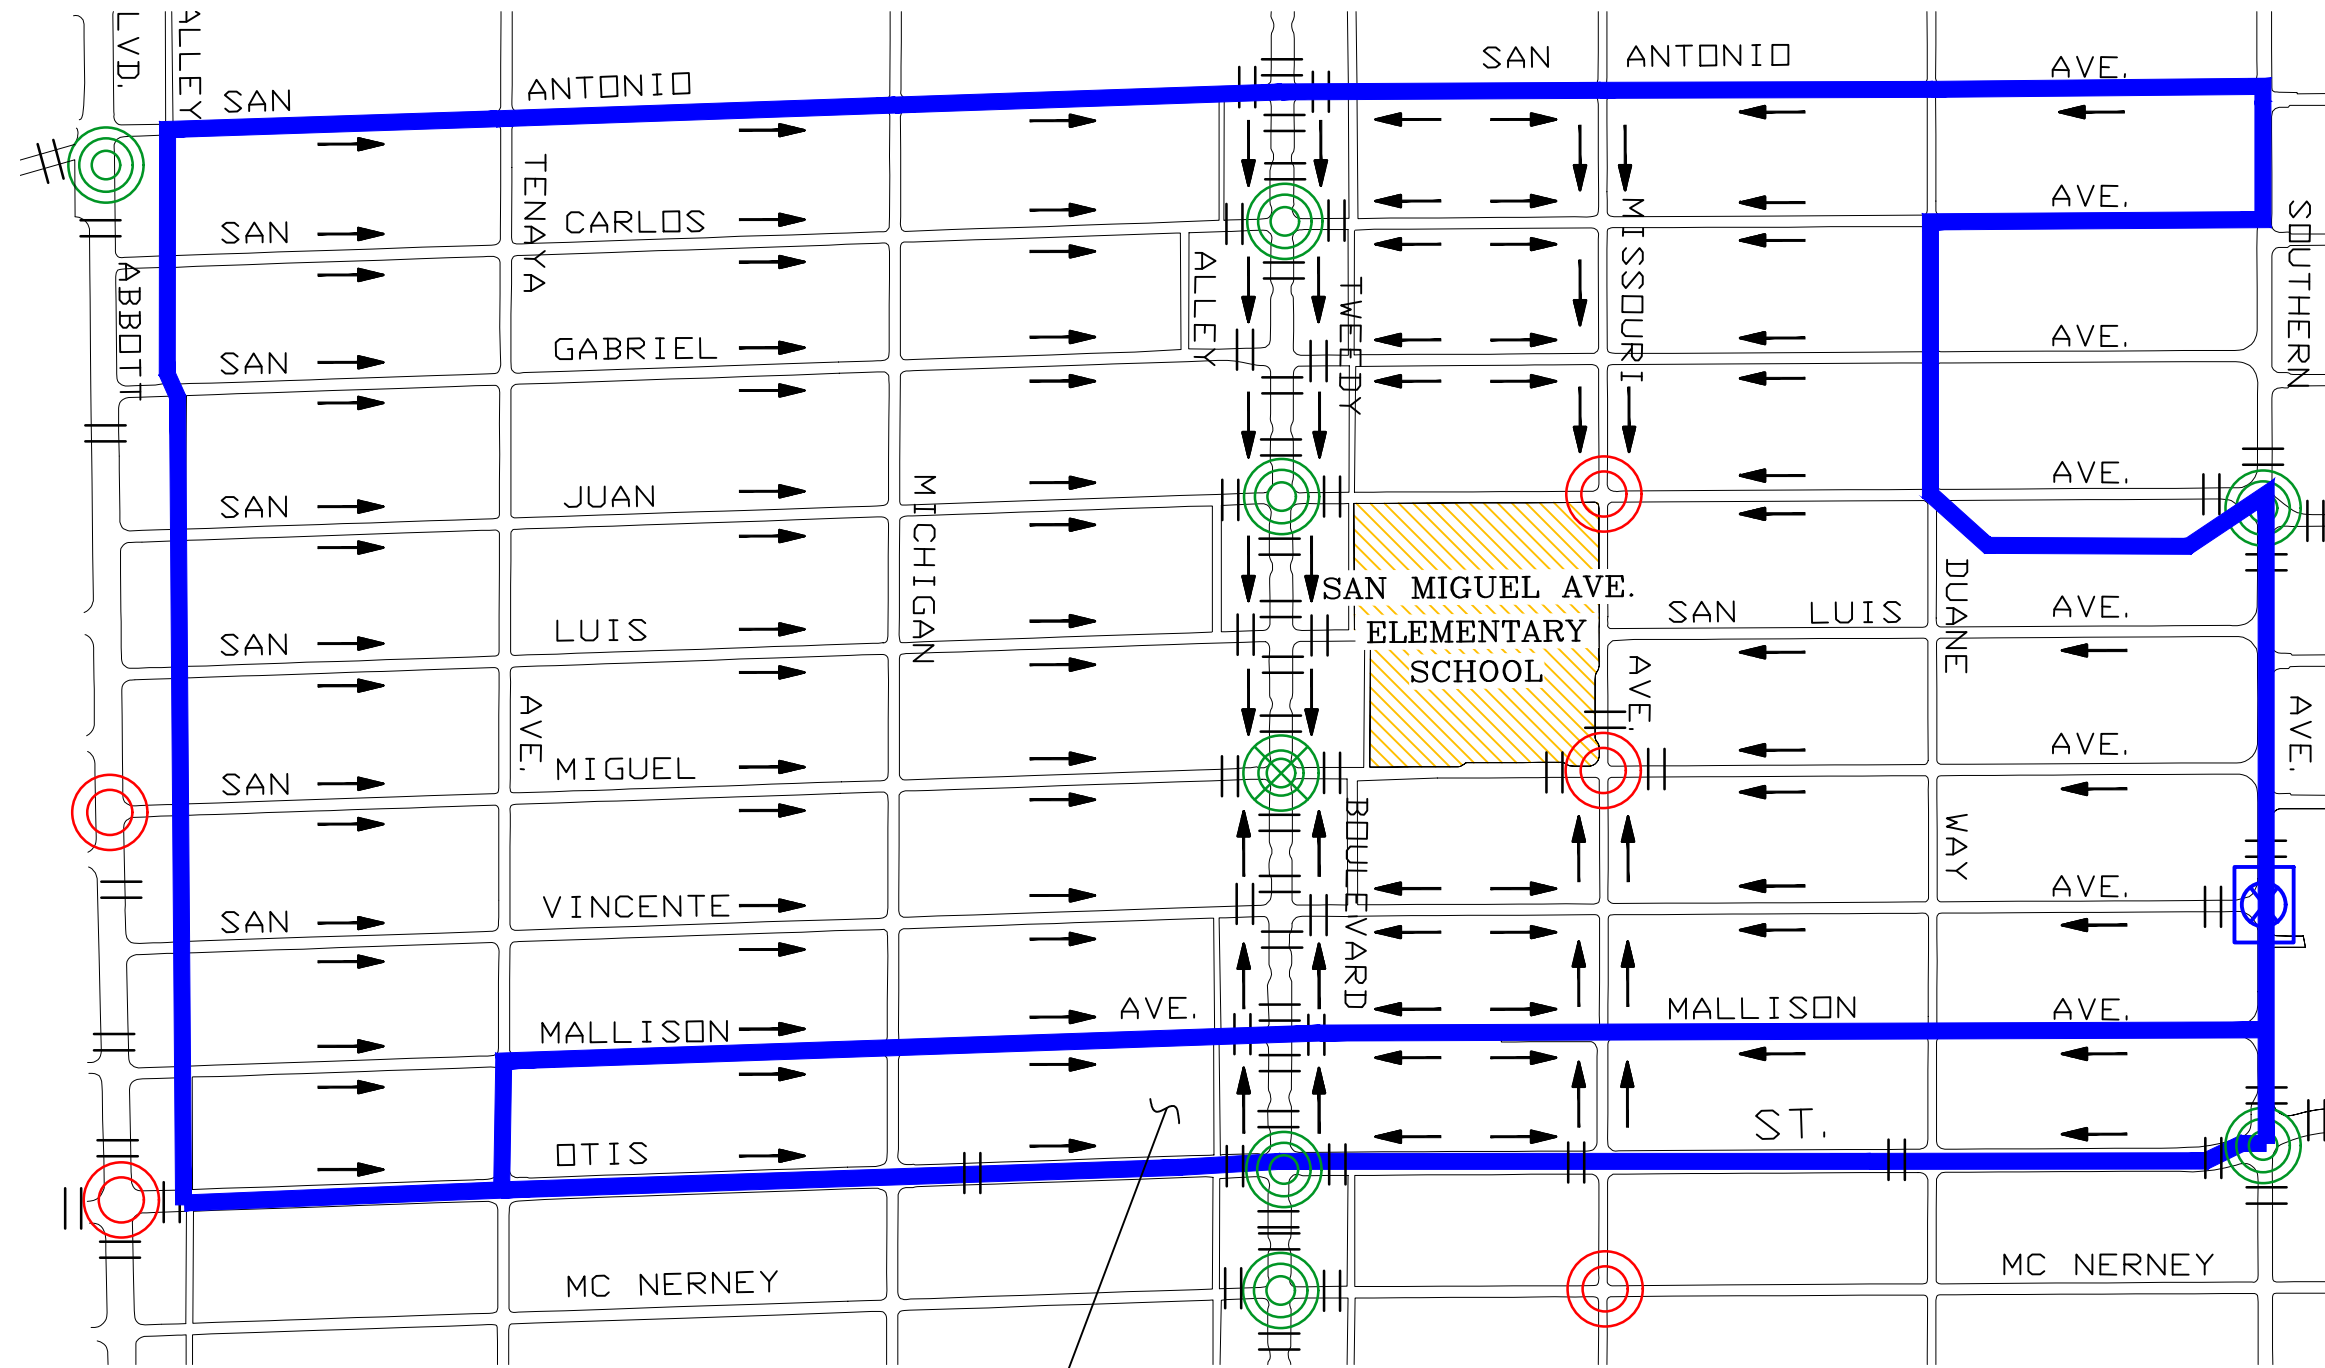 LVD.
ALLEY
SAN ANTONIO SAN ANTONIO AVE.
SAN CARLOS AVE.
TENAYA
ABBOTT
ALLEY
TWEEDY
MISSOURI
SOUTHERN
SAN GABRIEL AVE.
SAN JUAN AVE.
MICHIGAN
SAN MIGUEL AVE.
ELEMENTARY
SCHOOL
DUANE
SAN LUIS SAN LUIS AVE.
AVE.
AVE.
AVE.
SAN MIGUEL AVE.
BOULEVARD
WAY
SAN VINCENTE AVE.
MALLISON AVE. MALLISON AVE.
OTIS ST.
MC NERNEY MC NERNEY